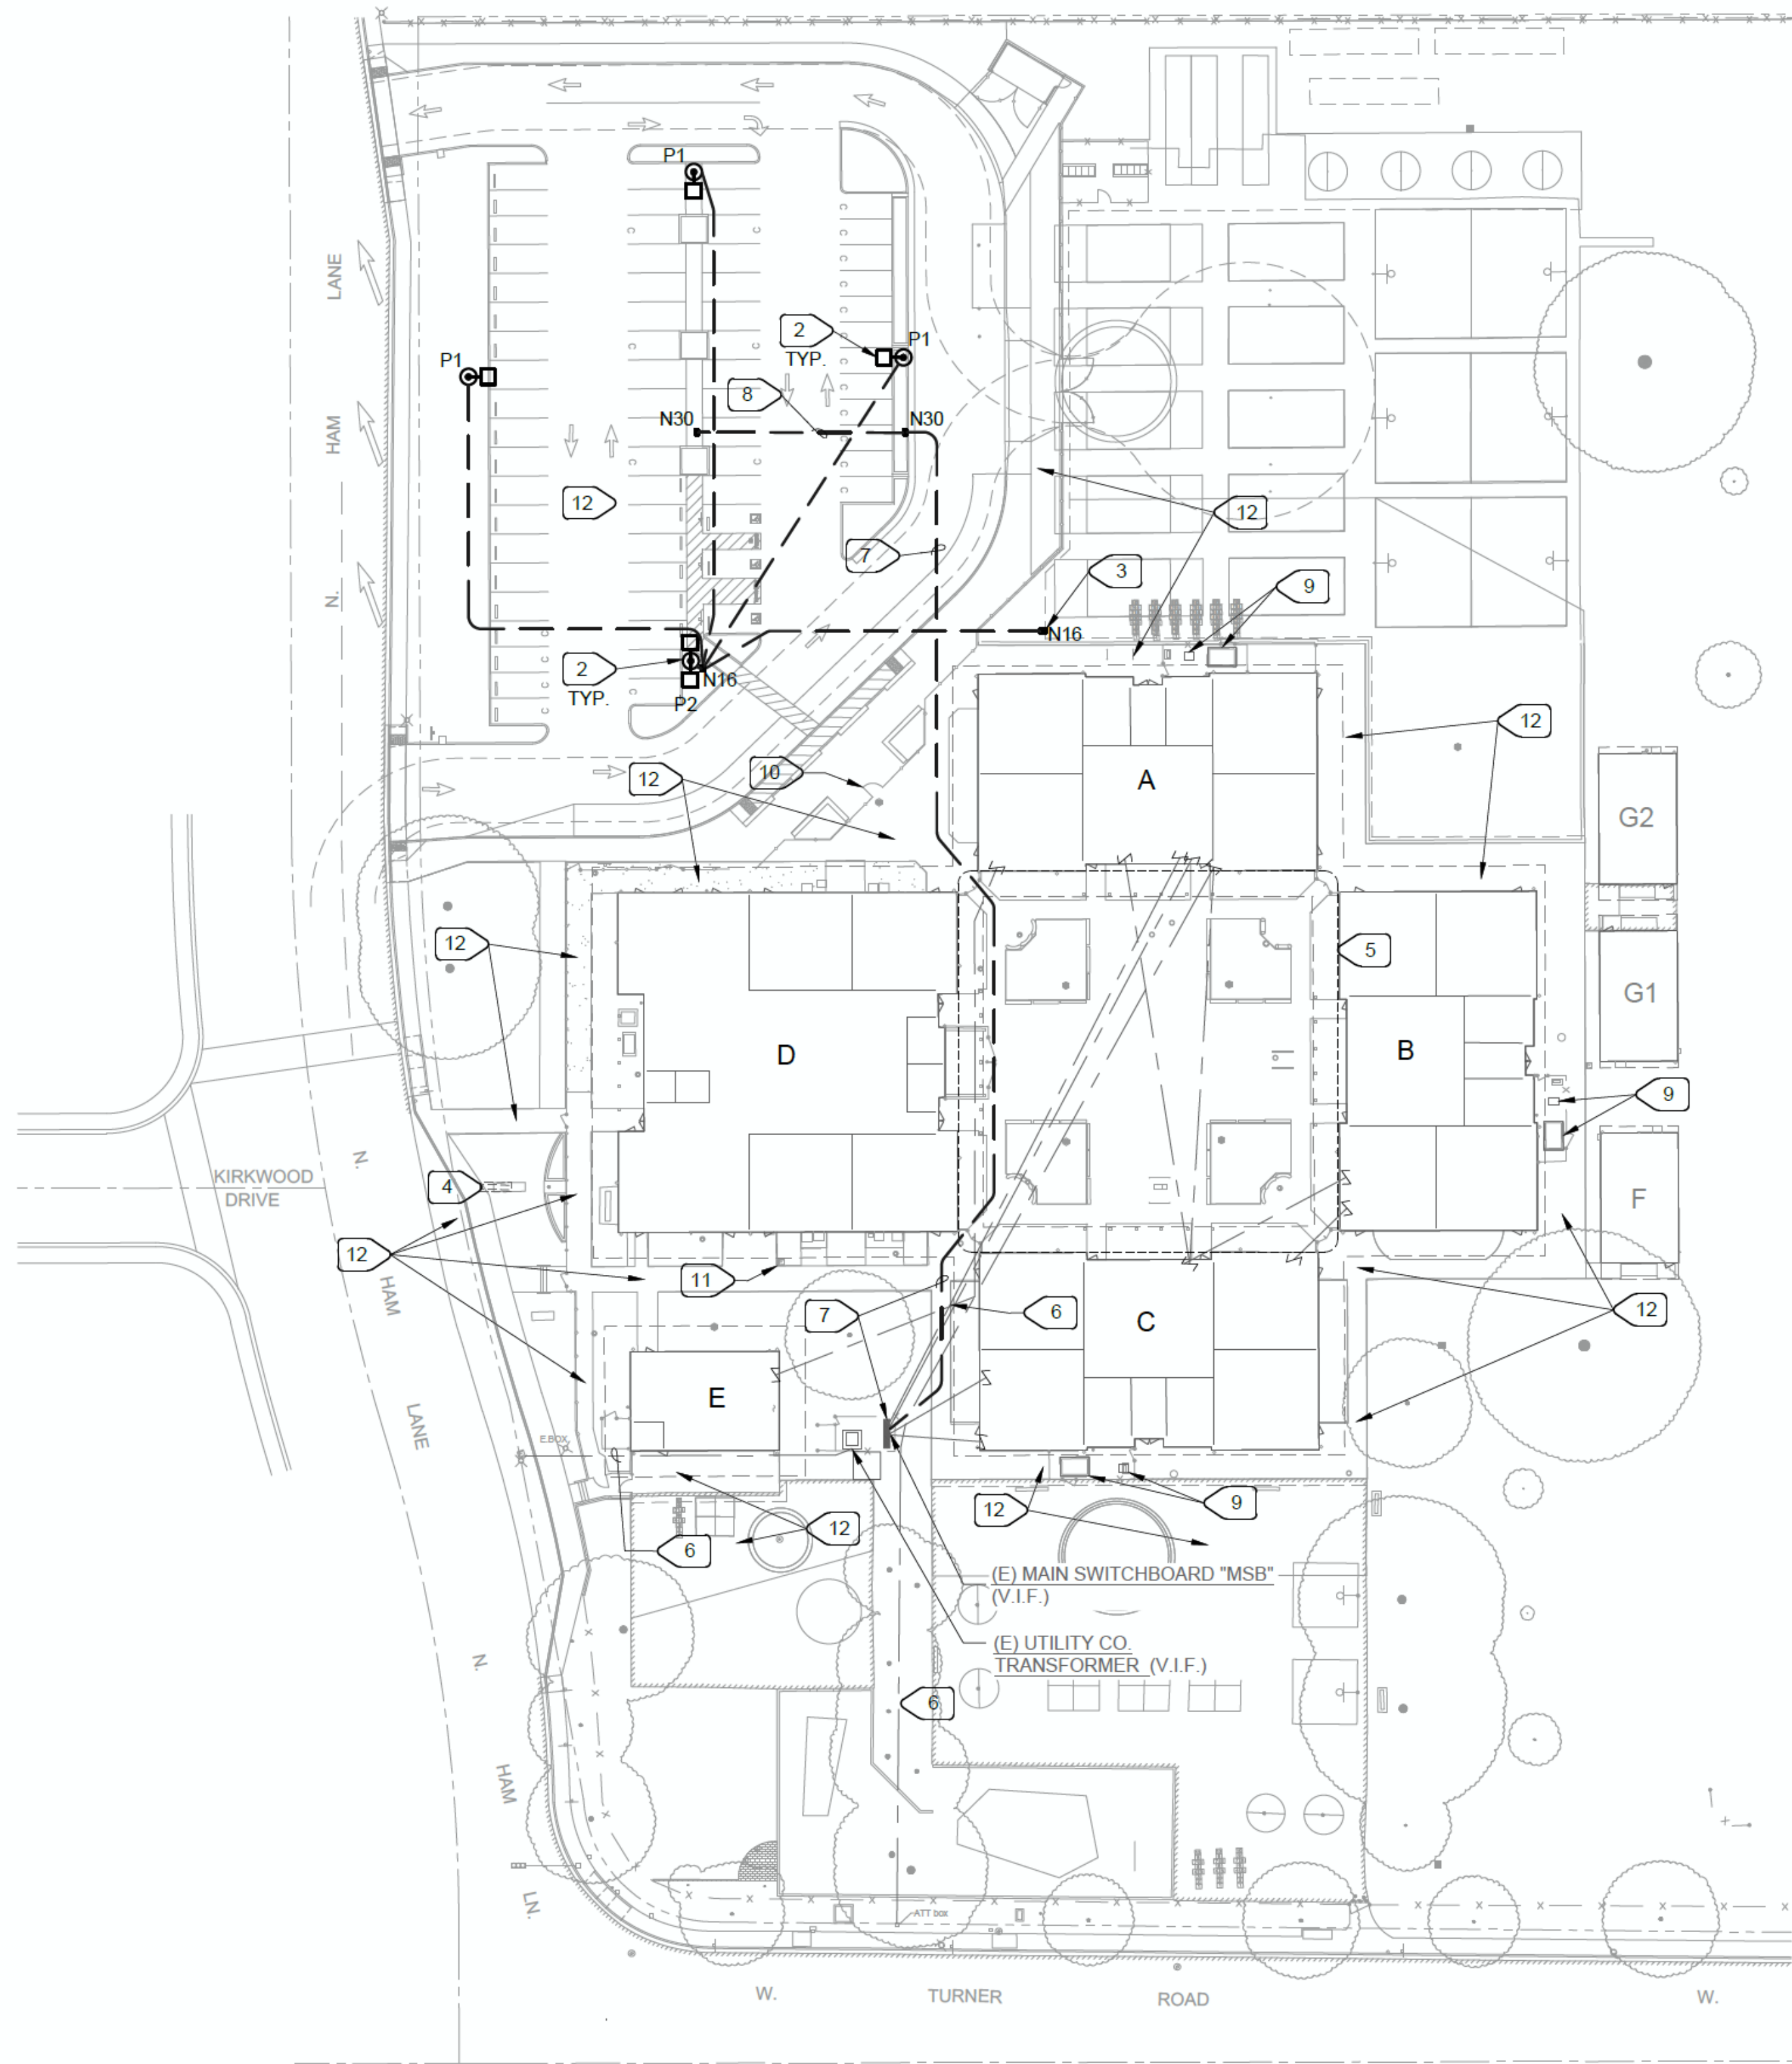 P1
LANE
2
TYP.
P1
P1
8
HAM
N30
N30
12
12
7
3
9
N.
N16
2
TYP.
N16
P2
12
12
10
A
G2
12
5
G1
D
B
9
N.
KIRKWOOD
DRIVE
4
F
12
11
HAM
7
6
12
C
E
LANE
E.BOX
12
9
12
6
(E) MAIN SWITCHBOARD "MSB"
(V.I.F.)
(E) UTILITY CO.
TRANSFORMER (V.I.F.)
N.
6
HAM
LN.
ATT box
W.
TURNER
ROAD
W.